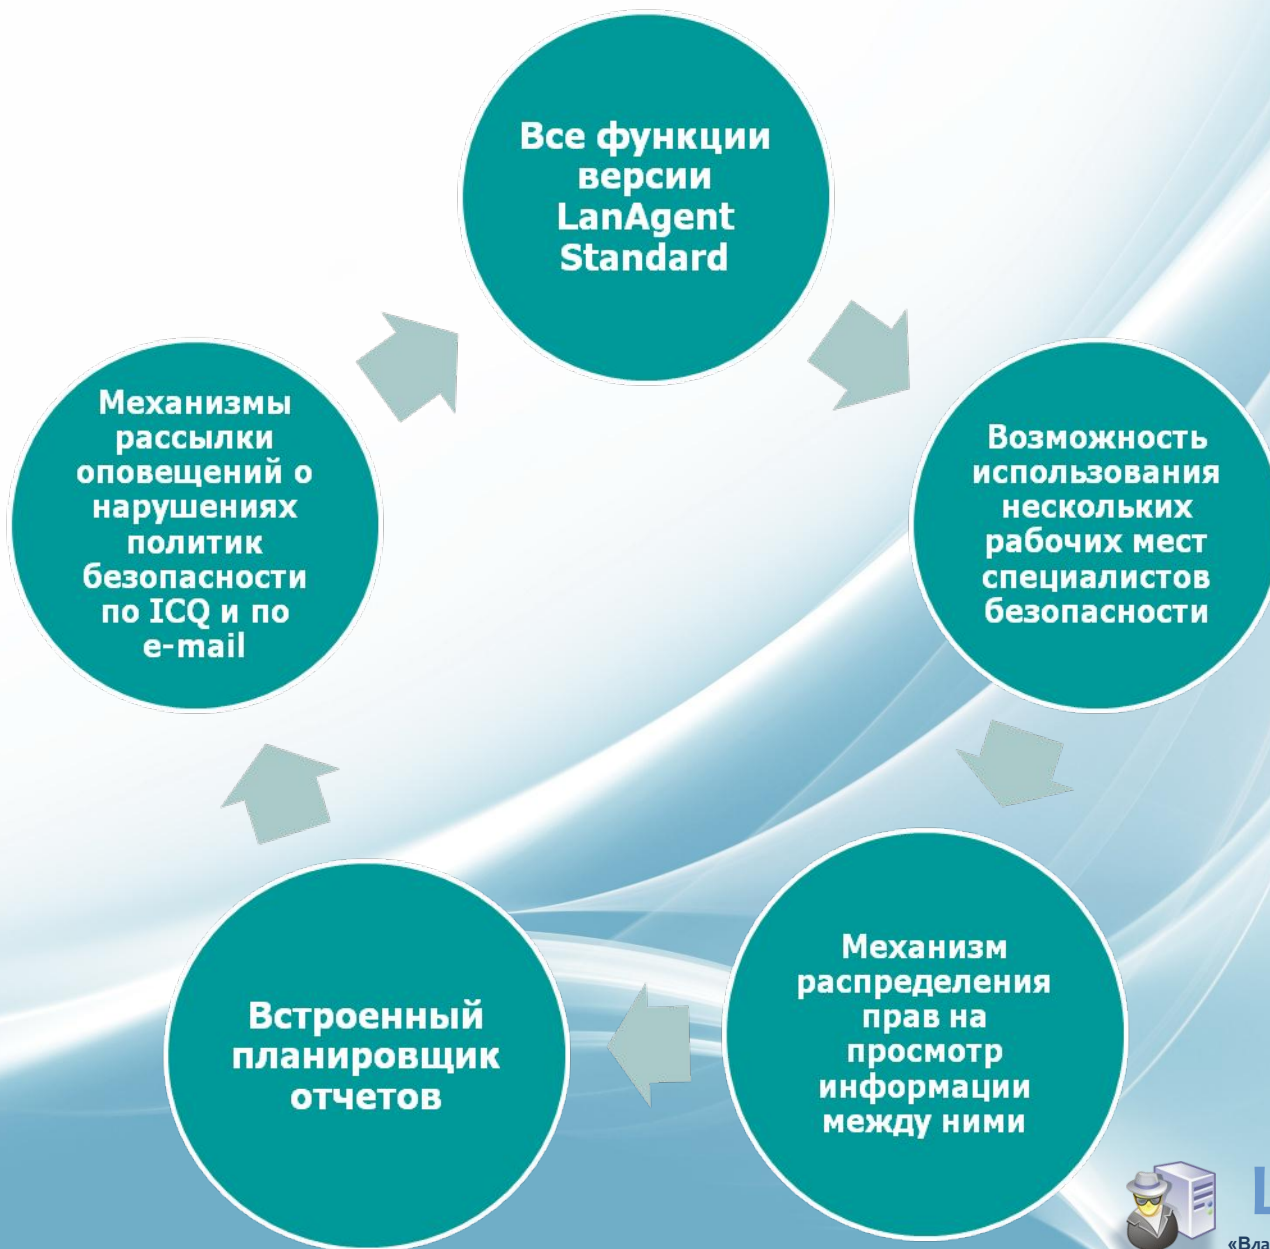 Все функции
версии
LanAgent
Standard
Возможность
использования
нескольких
рабочих мест
специалистов
безопасности
Механизм
распределения
прав на
просмотр
информации
между ними
Встроенный
планировщик
отчетов
Механизмы
рассылки
оповещений о
нарушениях
политик
безопасности
по ICQ и по
e-mail